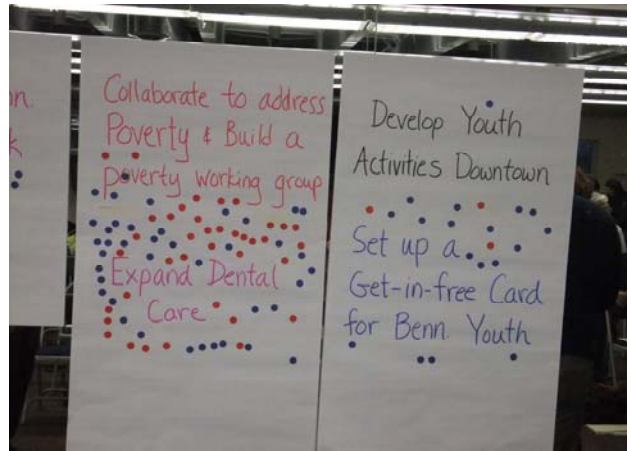 nn.
k
Collaborate to address
Poverty & Build a
poverty working group
Expand Dental
Care
Develop Youth
Activities Downtown
Set up a
Get-in-free Card
for Benn. Youth